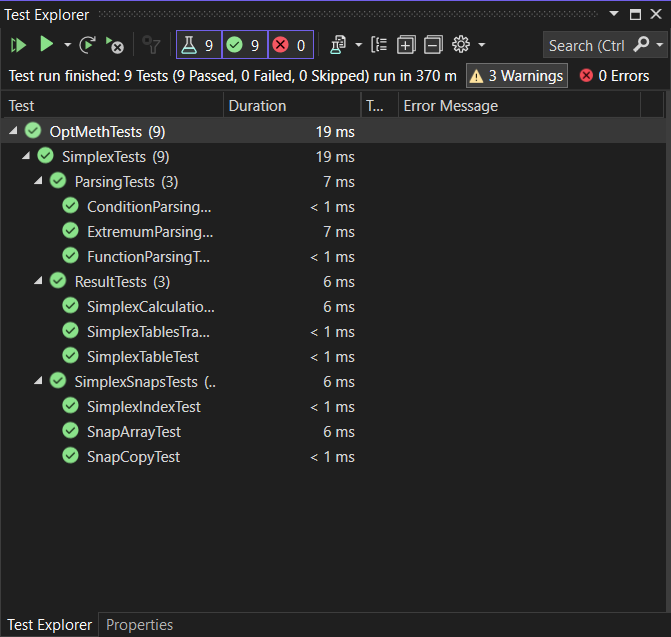 Test Explorer
9 9 0 Search (Ctrl
Test run finished: 9 Tests (9 Passed, 0 Failed, 0 Skipped) run in 370 m 3 Warnings 0 Errors
Test Duration T... Error Message
OptMethTests (9) 19 ms
SimplexTests (9) 19 ms
ParsingTests (3) 7 ms
ConditionParsing... < 1 ms
ExtremumParsing... 7 ms
FunctionParsingT... < 1 ms
ResultTests (3) 6 ms
SimplexCalculatio... 6 ms
SimplexTablesTra... < 1 ms
SimplexTableTest < 1 ms
SimplexSnapsTests (.. 6 ms
SimplexIndexTest < 1 ms
SnapArrayTest 6 ms
SnapCopyTest < 1 ms
Test Explorer Properties